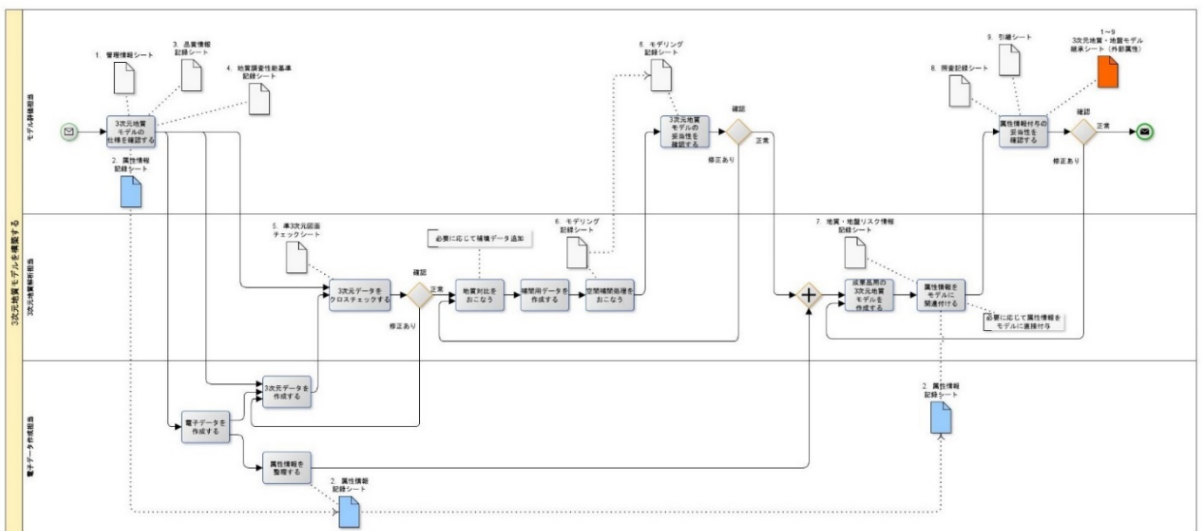 3次元地質モデルを構築する
モデル評価担当
1. 管理情報シート
3. 品質情報
記録シート
4. 地質調査性能基準
記録シート
3次元地質
モデルの
仕様を確認する
2. 属性情報
記録シート
6. モデリング
記録シート
3次元地質
モデルの
妥当性を
確認する
確認
正常
修正あり
9. 引継シート
8. 照査記録シート
1～9
3次元地質・地盤モデル
継承シート（外部属性）
属性情報付与の
妥当性を
確認する
確認
正常
修正あり
3次元地質解析担当
5. 準3次元図面
チェックシート
3次元データを
クロスチェックする
確認
正常
修正あり
必要に応じて補填データ追加
地質対比を
おこなう
補間用データを
作成する
6. モデリング
記録シート
空間補間処理を
おこなう
7. 地質・地盤リスク情報
記録シート
成果品用の
3次元地質
モデルを
作成する
属性情報を
モデルに
関連付ける
必要に応じて属性情報を
モデルに直接付与
電子データ作成担当
電子データを
作成する
3次元データを
作成する
属性情報を
整理する
2. 属性情報
記録シート
2. 属性情報
記録シート